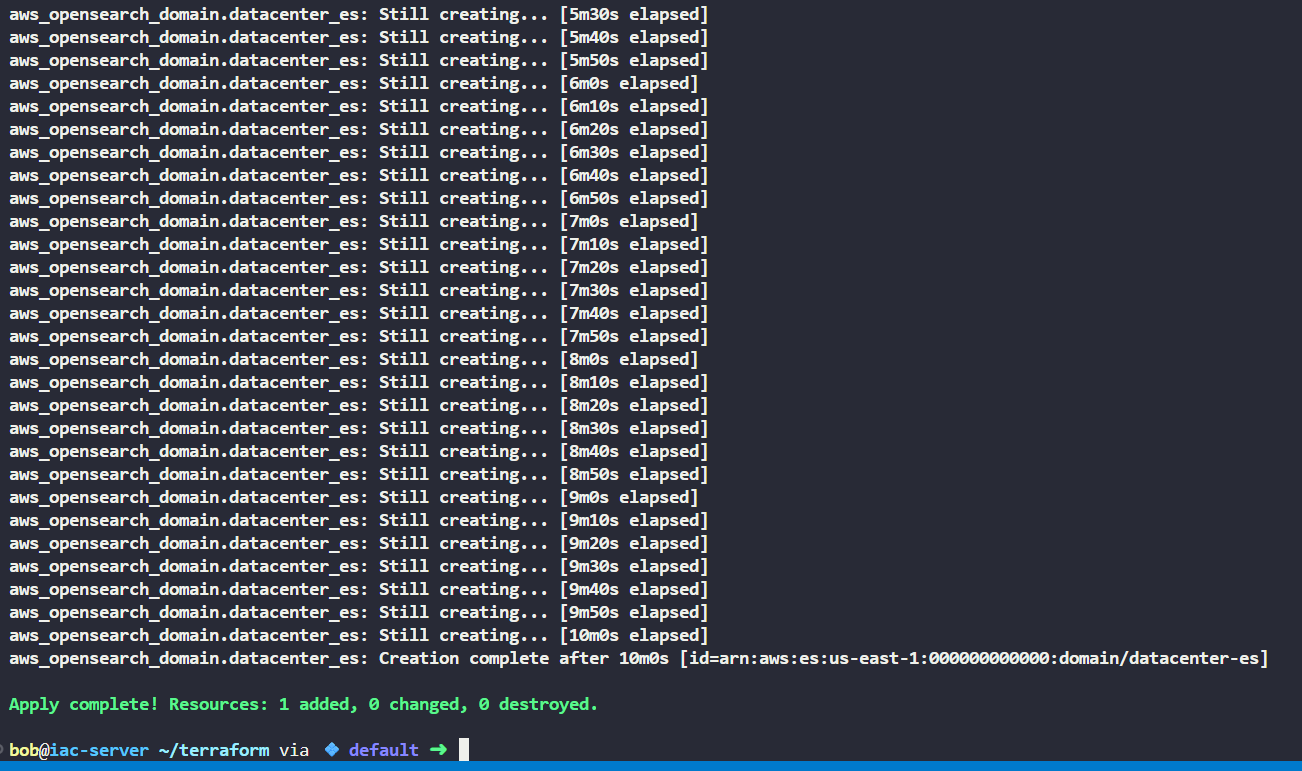 aws_opensearch_domain.datacenter_es: Still creating... [5m30s elapsed]
aws_opensearch_domain.datacenter_es: Still creating... [5m40s elapsed]
aws_opensearch_domain.datacenter_es: Still creating... [5m50s elapsed]
aws_opensearch_domain.datacenter_es: Still creating... [6m0s elapsed]
aws_opensearch_domain.datacenter_es: Still creating... [6m10s elapsed]
aws_opensearch_domain.datacenter_es: Still creating... [6m20s elapsed]
aws_opensearch_domain.datacenter_es: Still creating... [6m30s elapsed]
aws_opensearch_domain.datacenter_es: Still creating... [6m40s elapsed]
aws_opensearch_domain.datacenter_es: Still creating... [6m50s elapsed]
aws_opensearch_domain.datacenter_es: Still creating... [7m0s elapsed]
aws_opensearch_domain.datacenter_es: Still creating... [7m10s elapsed]
aws_opensearch_domain.datacenter_es: Still creating... [7m20s elapsed]
aws_opensearch_domain.datacenter_es: Still creating... [7m30s elapsed]
aws_opensearch_domain.datacenter_es: Still creating... [7m40s elapsed]
aws_opensearch_domain.datacenter_es: Still creating... [7m50s elapsed]
aws_opensearch_domain.datacenter_es: Still creating... [8m0s elapsed]
aws_opensearch_domain.datacenter_es: Still creating... [8m10s elapsed]
aws_opensearch_domain.datacenter_es: Still creating... [8m20s elapsed]
aws_opensearch_domain.datacenter_es: Still creating... [8m30s elapsed]
aws_opensearch_domain.datacenter_es: Still creating... [8m40s elapsed]
aws_opensearch_domain.datacenter_es: Still creating... [8m50s elapsed]
aws_opensearch_domain.datacenter_es: Still creating... [9m0s elapsed]
aws_opensearch_domain.datacenter_es: Still creating... [9m10s elapsed]
aws_opensearch_domain.datacenter_es: Still creating... [9m20s elapsed]
aws_opensearch_domain.datacenter_es: Still creating... [9m30s elapsed]
aws_opensearch_domain.datacenter_es: Still creating... [9m40s elapsed]
aws_opensearch_domain.datacenter_es: Still creating... [9m50s elapsed]
aws_opensearch_domain.datacenter_es: Still creating... [10m0s elapsed]
aws_opensearch_domain.datacenter_es: Creation complete after 10m0s [id=arn:aws:es:us-east-1:000000000000:domain/datacenter-es]
Apply complete! Resources: 1 added, 0 changed, 0 destroyed.
bob@iac-server ~/terraform via 💠 default ➜